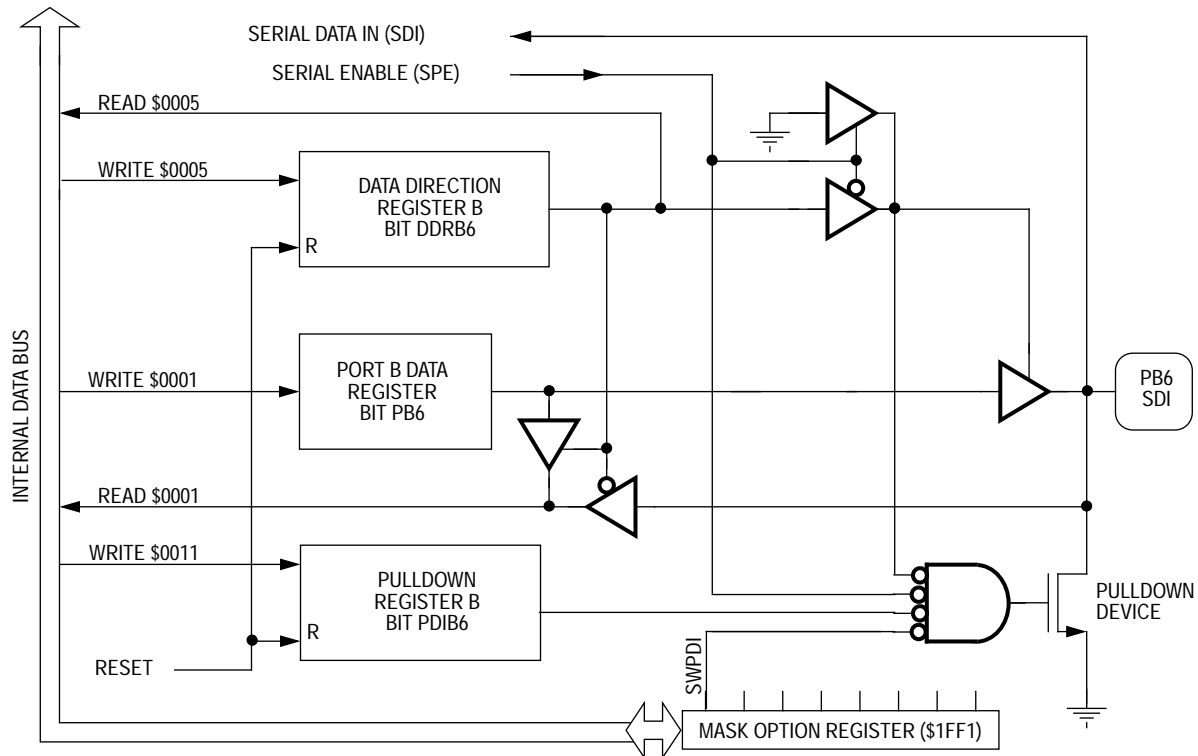 SERIAL DATA IN (SDI)
SERIAL ENABLE (SPE)
READ $0005
WRITE $0005
DATA DIRECTION
REGISTER B
BIT DDRB6
R
INTERNAL DATA BUS
WRITE $0001
PORT B DATA
REGISTER
BIT PB6
PB6
SDI
READ $0001
WRITE $0011
PULLDOWN
REGISTER B
BIT PDIB6
R
PULLDOWN
DEVICE
RESET
SWPDI
MASK OPTION REGISTER ($1FF1)